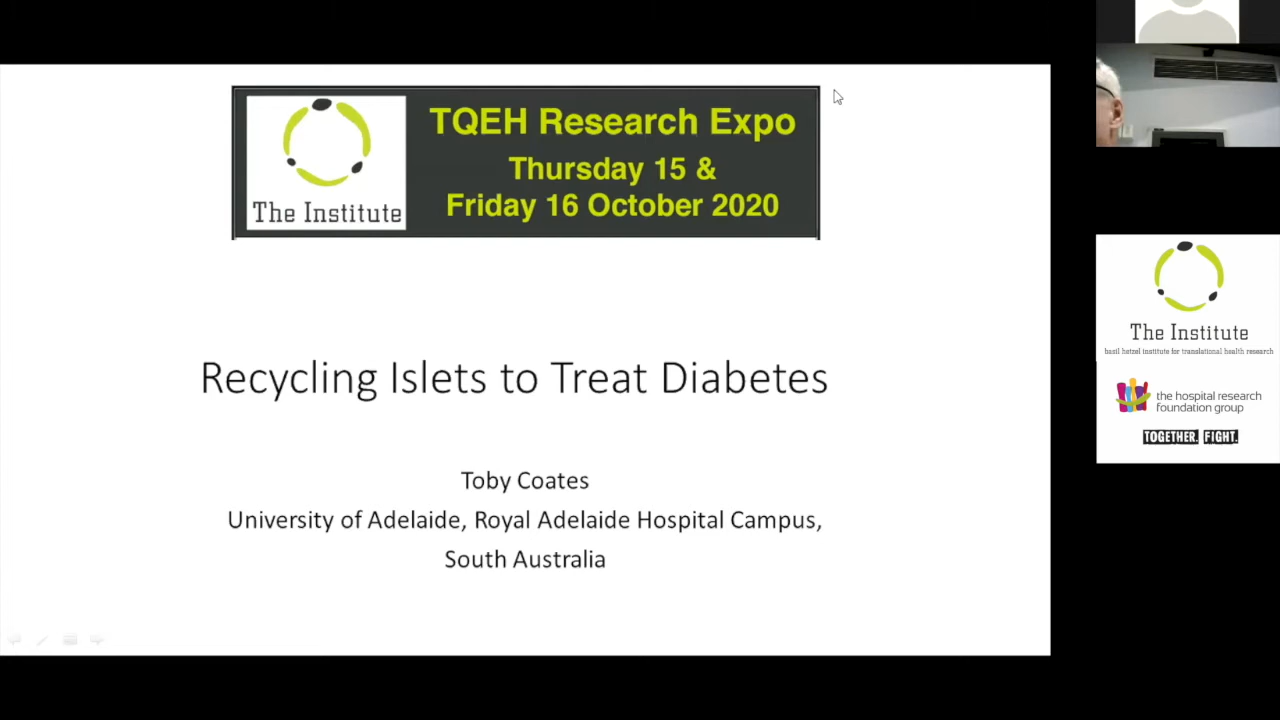 TQEH Research Expo
Thursday 15 &
Friday 16 October 2020
The Institute
Recycling Islets to Treat Diabetes
Toby Coates
University of Adelaide, Royal Adelaide Hospital Campus,
South Australia
The Institute
basil hetzel institute for translational health research
the hospital research
foundation group
TOGETHER. FIGHT.